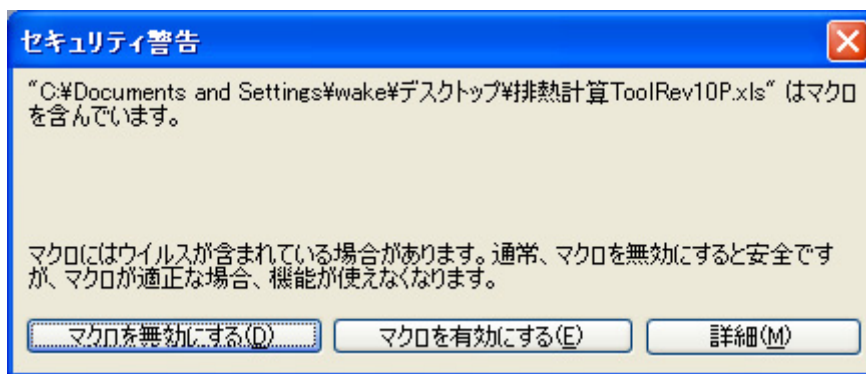 セキュリティ警告
"C:¥Documents and Settings¥wake¥デスクトップ¥排熱計算ToolRev10P.xls" はマクロ
を含んでいます。
マクロにはウイルスが含まれている場合があります。通常、マクロを無効にすると安全です
が、マクロが適正な場合、機能が使えなくなります。
マクロを無効にする(D) マクロを有効にする(E) 詳細(M)